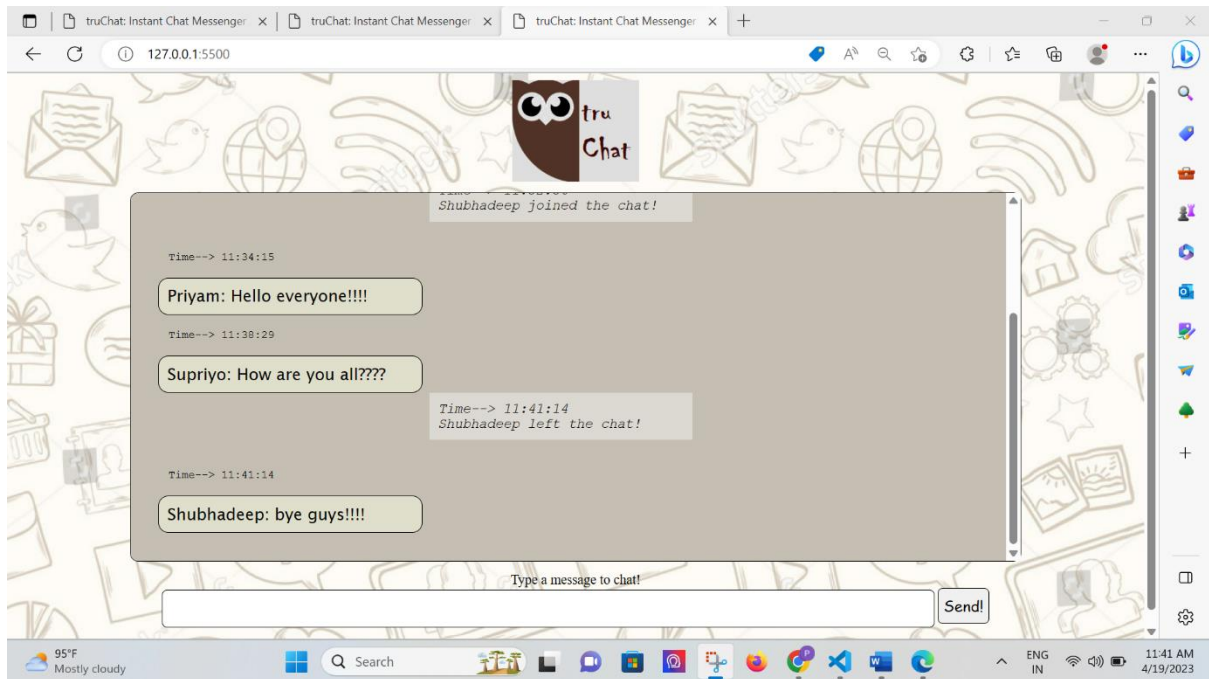 truChat: Instant Chat Messenger
truChat: Instant Chat Messenger
truChat: Instant Chat Messenger
127.0.0.1:5500
tru
Chat
Shubhadeep joined the chat!
Time--> 11:34:15
Priyam: Hello everyone!!!!
Time--> 11:38:29
Supriyo: How are you all????
Time--> 11:41:14
Shubhadeep left the chat!
Time--> 11:41:14
Shubhadeep: bye guys!!!!
Type a message to chat!
Send!
95°F
Mostly cloudy
Search
ENG
IN
11:41 AM
4/19/2023